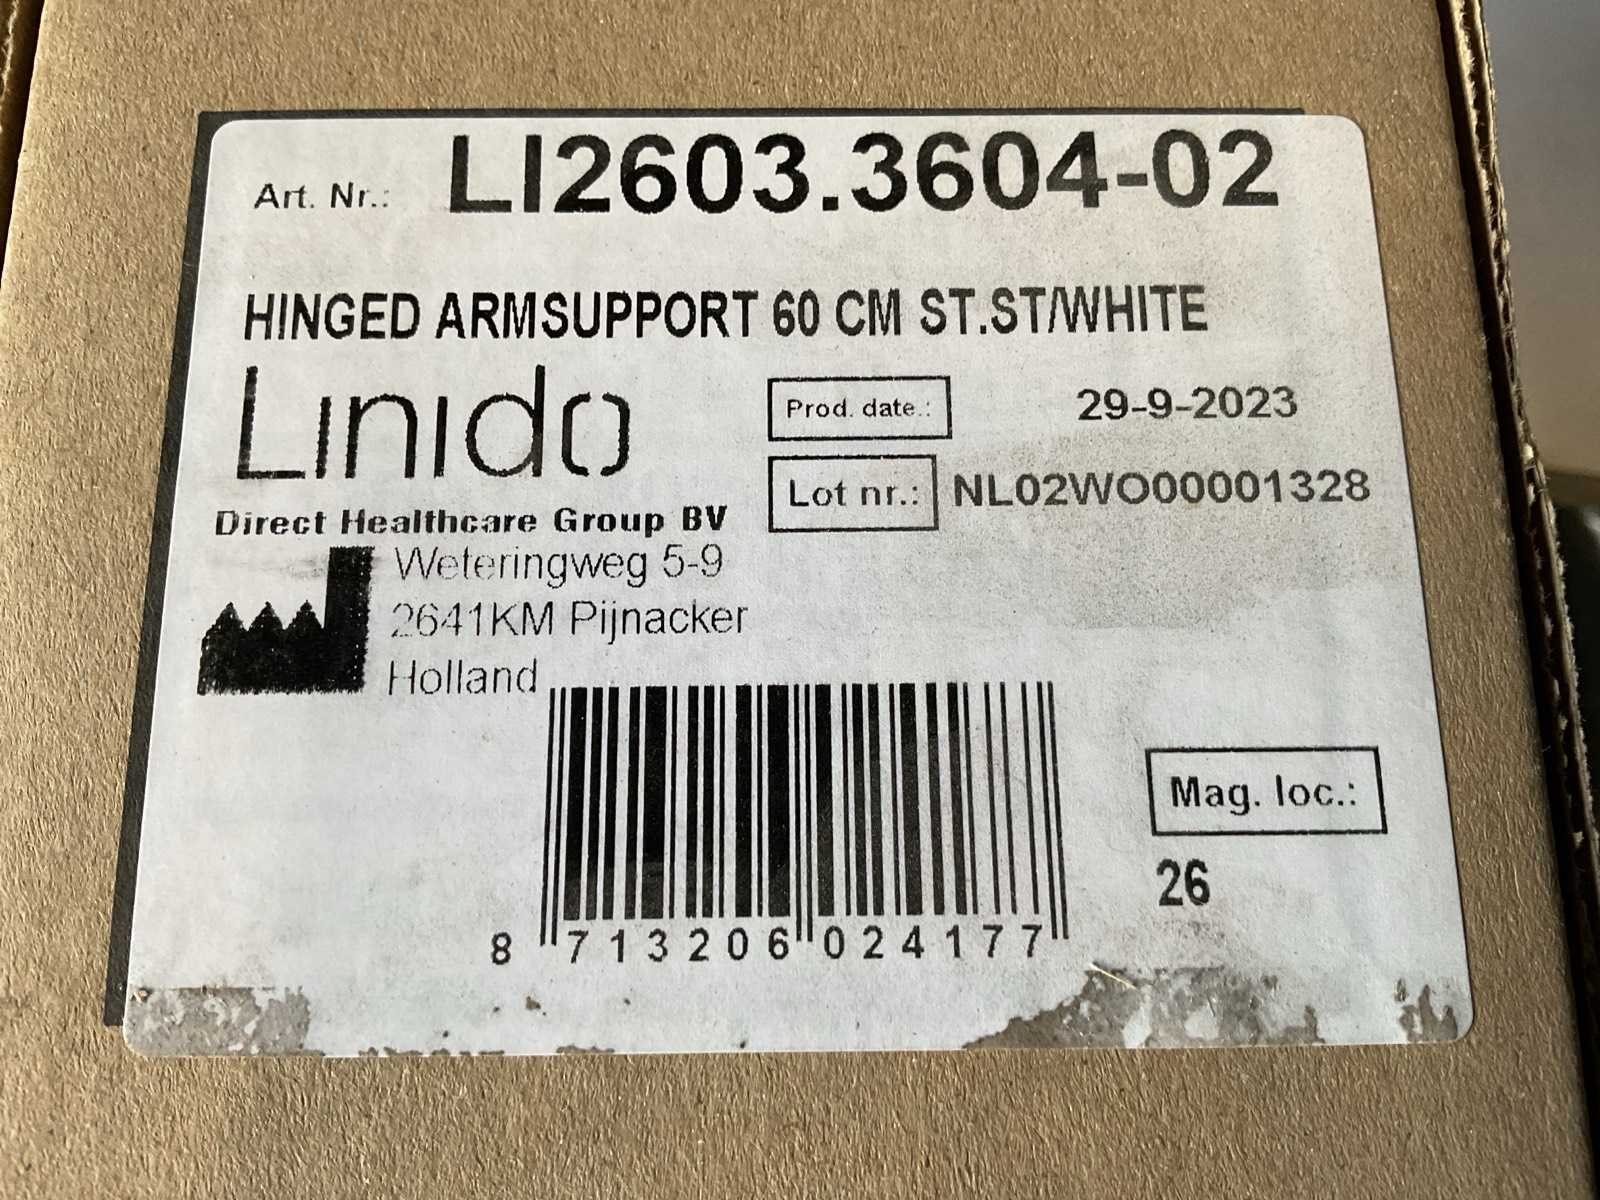 Art. Nr.: LI2603.3604-02
HINGED ARMSUPPORT 60 CM ST.ST/WHITE
Linido
Prod. date.: 29-9-2023
Lot nr.: NL02WO00001328
Direct Healthcare Group BV
Weteringweg 5-9
2641KM Pijnacker
Holland
Mag. loc.:
26
8 713206 024177